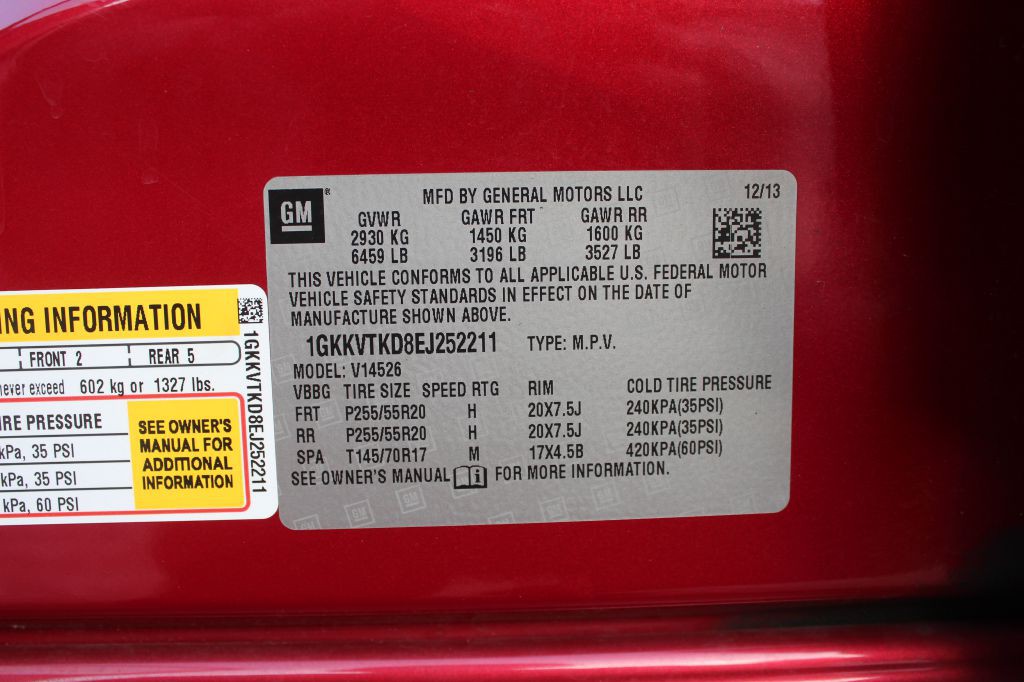 GM ®
MFD BY GENERAL MOTORS LLC 12/13
GVWR GAWR FRT GAWR RR
2930 KG 1450 KG 1600 KG
6459 LB 3196 LB 3527 LB
THIS VEHICLE CONFORMS TO ALL APPLICABLE U.S. FEDERAL MOTOR
VEHICLE SAFETY STANDARDS IN EFFECT ON THE DATE OF
MANUFACTURE SHOWN ABOVE.
1GKKVTKD8EJ252211 TYPE: M.P.V.
MODEL: V14526
VBBG TIRE SIZE SPEED RTG RIM COLD TIRE PRESSURE
FRT P255/55R20 H 20X7.5J 240KPA(35PSI)
RR P255/55R20 H 20X7.5J 240KPA(35PSI)
SPA T145/70R17 M 17X4.5B 420KPA(60PSI)
SEE OWNER'S MANUAL FOR MORE INFORMATION.
NG INFORMATION
FRONT 2 REAR 5
never exceed 602 kg or 1327 lbs.
IRE PRESSURE
kPa, 35 PSI
kPa, 35 PSI
kPa, 60 PSI
SEE OWNER'S
MANUAL FOR
ADDITIONAL
INFORMATION
1GKKVTKD8EJ252211